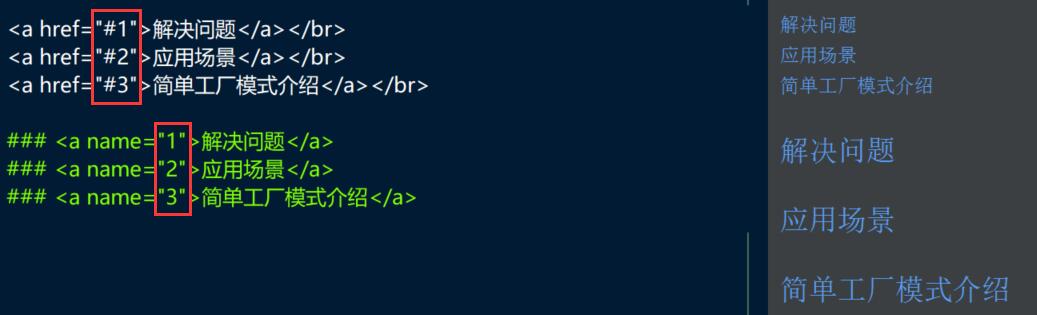 <a href="#1">解决问题</a></br>
<a href="#2">应用场景</a></br>
<a href="#3">简单工厂模式介绍</a></br>
### <a name="1">解决问题</a>
### <a name="2">应用场景</a>
### <a name="3">简单工厂模式介绍</a>
解决问题
应用场景
简单工厂模式介绍
解决问题
应用场景
简单工厂模式介绍